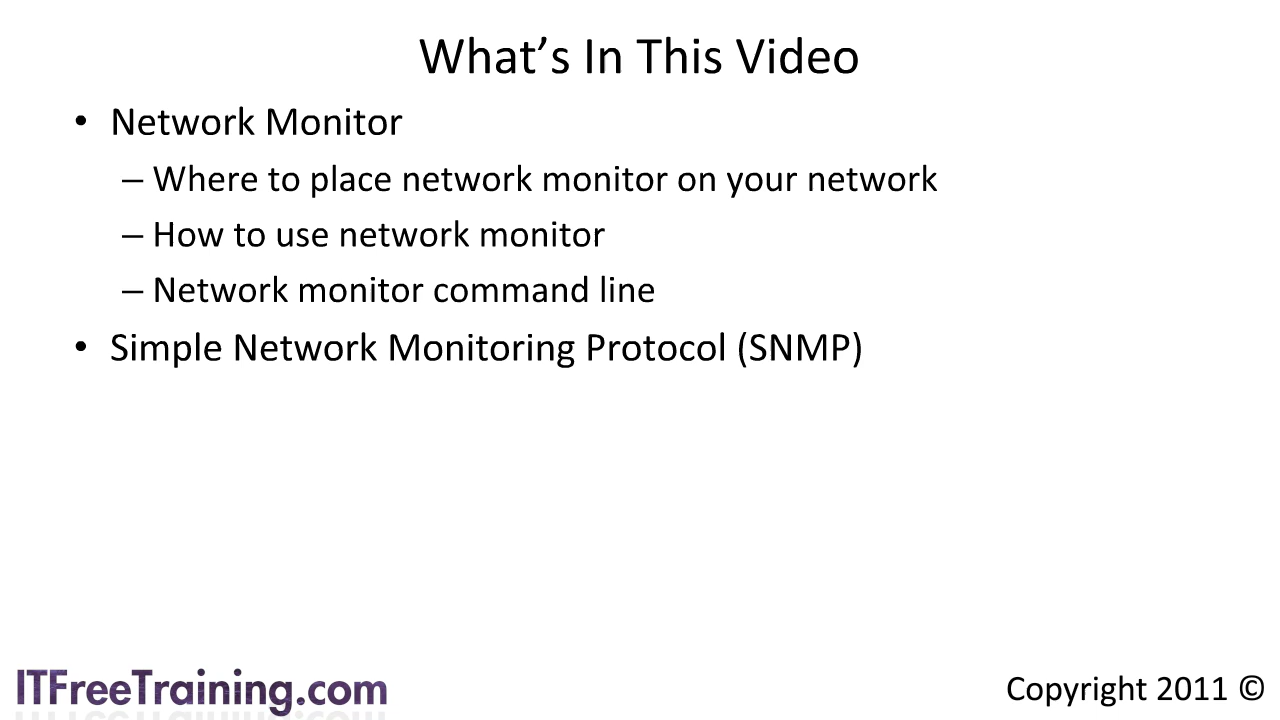 What’s In This Video
• Network Monitor
– Where to place network monitor on your network
– How to use network monitor
– Network monitor command line
• Simple Network Monitoring Protocol (SNMP)
ITFreeTraining.com
Copyright 2011 ©